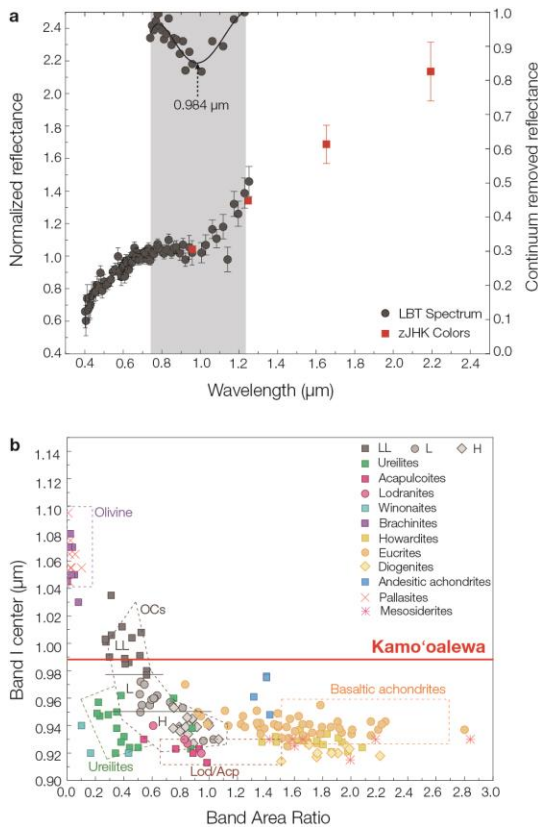 a
2.4
2.2
2.0
1.8
1.6
1.4
1.2
1.0
0.8
0.6
0.4
Normalized reflectance
1.0
0.9
0.8
0.7
0.6
0.5
0.4
0.3
0.2
0.1
0.0
Continuum removed reflectance
0.984 μm
LBT Spectrum
zJHK Colors
0.4 0.6 0.8 1.0 1.2 1.4 1.6 1.8 2.0 2.2 2.4
Wavelength (μm)
b
1.14
1.12
1.10
1.08
1.06
1.04
1.02
1.00
0.98
0.96
0.94
0.92
0.90
Band I center (μm)
LL L H
Ureilites
Acapulcoites
Lodranites
Winonaites
Brachinites
Howardites
Eucrites
Diogenites
Andesitic achondrites
Pallasites
Mesosiderites
Olivine
OCs
LL
Kamoʻoalewa
L
H
Basaltic achondrites
Ureilites
Lod/Acp
0.0 0.2 0.4 0.6 0.8 1.0 1.2 1.4 1.6 1.8 2.0 2.2 2.4 2.6 2.8 3.0
Band Area Ratio